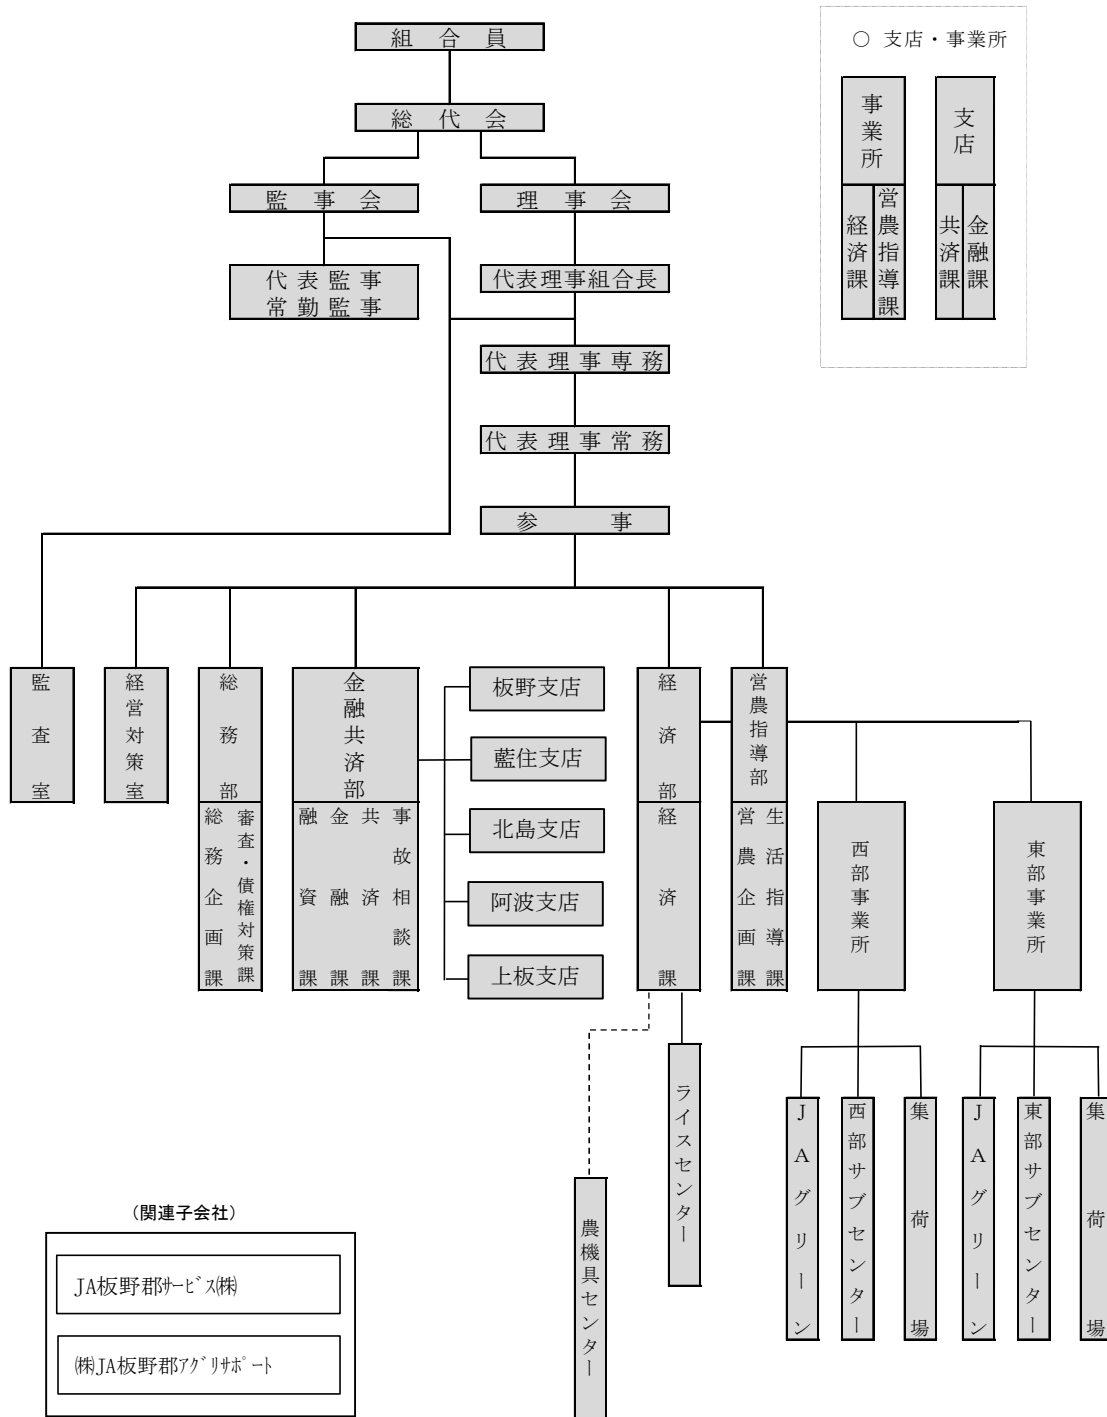 組合員
○ 支店・事業所
事業所
支店
経済課
営農指導課
共済課
金融課
総代会
監事会
理事会
代表監事
常勤監事
代表理事組合長
代表理事専務
代表理事常務
参事
監査室
経営対策室
総務部
総務企画課
審査・債権対策課
金融共済部
融資課
金融課
共済課
事故相談課
板野支店
藍住支店
北島支店
阿波支店
上板支店
経済部
経済課
営農指導部
営農企画課
生活指導課
西部事業所
東部事業所
農機具センター
ライスセンター
JAグリーン
西部サブセンター
集荷場
JAグリーン
東部サブセンター
集荷場
(関連子会社)
JA板野郡ｻｰﾋﾞｽ㈱
㈱JA板野郡ｱｸﾞﾘｻﾎﾟｰﾄ